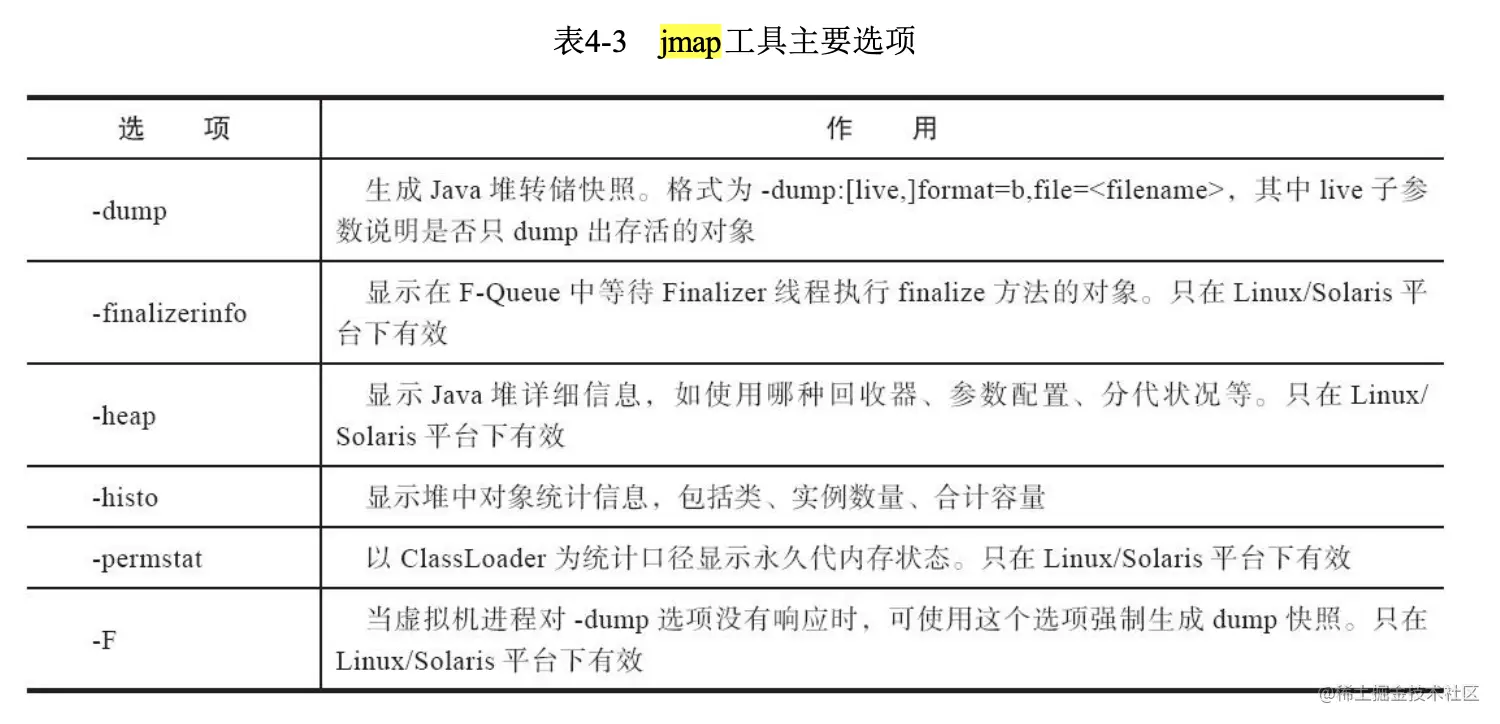 表4-3 jmap工具主要选项
选 项
作 用
-dump
生成 Java 堆转储快照。格式为 -dump:[live,]format=b,file=<filename>，其中 live 子参
数说明是否只 dump 出存活的对象
-finalizerinfo
显示在 F-Queue 中等待 Finalizer 线程执行 finalize 方法的对象。只在 Linux/Solaris 平
台下有效
-heap
显示 Java 堆详细信息，如使用哪种回收器、参数配置、分代状况等。只在 Linux/
Solaris 平台下有效
-histo
显示堆中对象统计信息，包括类、实例数量、合计容量
-permstat
以 ClassLoader 为统计口径显示永久代内存状态。只在 Linux/Solaris 平台下有效
-F
当虚拟机进程对 -dump 选项没有响应时，可使用这个选项强制生成 dump 快照。只在
Linux/Solaris 平台下有效
@稀土掘金技术社区